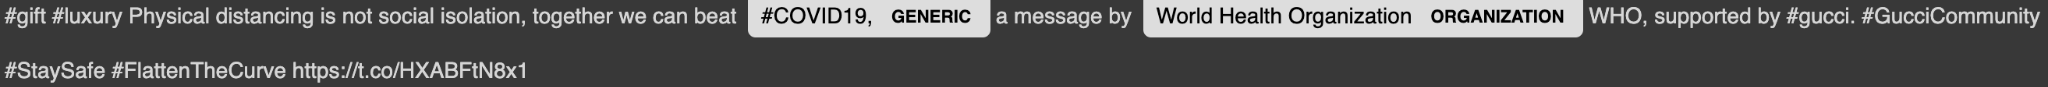 #gift #luxury Physical distancing is not social isolation, together we can beat #COVID19, GENERIC a message by World Health Organization ORGANIZATION WHO, supported by #gucci. #GucciCommunity
#StaySafe #FlattenTheCurve https://t.co/HXABFtN8x1